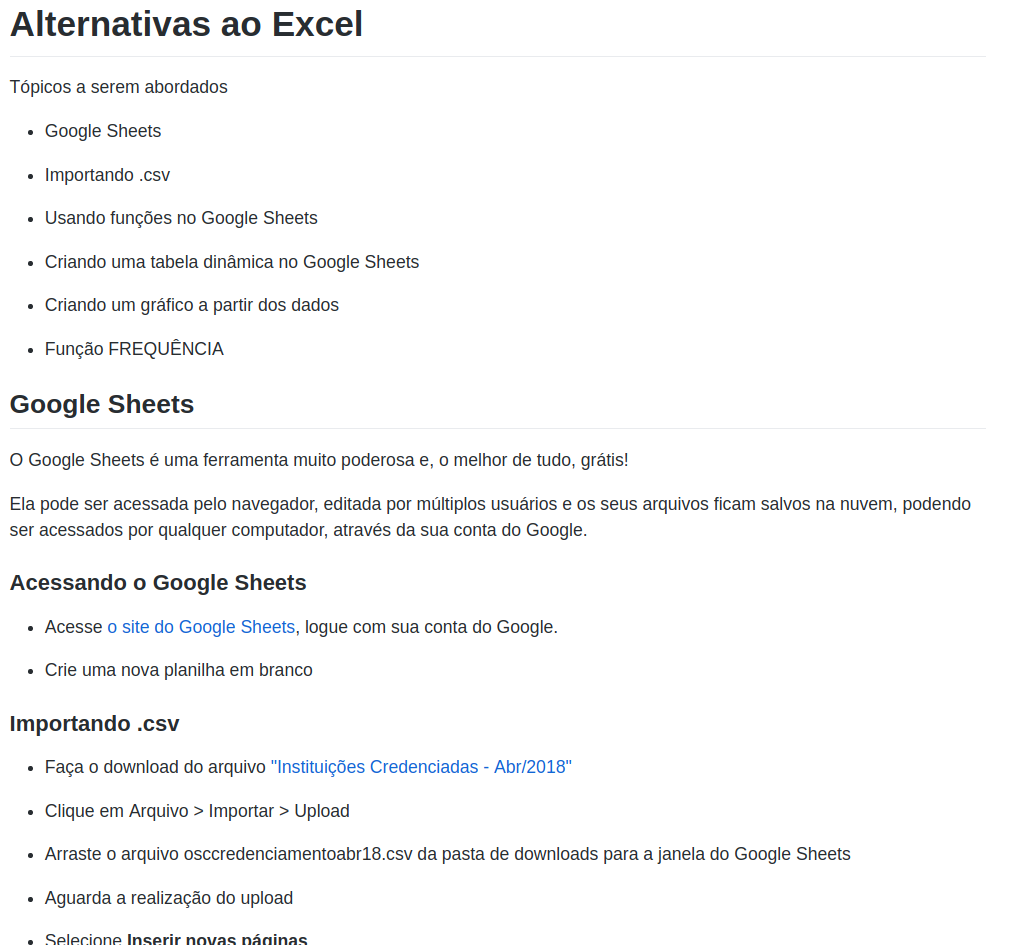 Alternativas ao Excel
Tópicos a serem abordados
Google Sheets
Importando .csv
Usando funções no Google Sheets
Criando uma tabela dinâmica no Google Sheets
Criando um gráfico a partir dos dados
Função FREQUÊNCIA
Google Sheets
O Google Sheets é uma ferramenta muito poderosa e, o melhor de tudo, grátis!
Ela pode ser acessada pelo navegador, editada por múltiplos usuários e os seus arquivos ficam salvos na nuvem, podendo
ser acessados por qualquer computador, através da sua conta do Google.
Acessando o Google Sheets
Acesse o site do Google Sheets, logue com sua conta do Google.
Crie uma nova planilha em branco
Importando .csv
Faça o download do arquivo "Instituições Credenciadas - Abr/2018"
Clique em Arquivo > Importar > Upload
Arraste o arquivo osccredenciamentoabr18.csv da pasta de downloads para a janela do Google Sheets
Aguarda a realização do upload
Selecione Inserir novas páginas